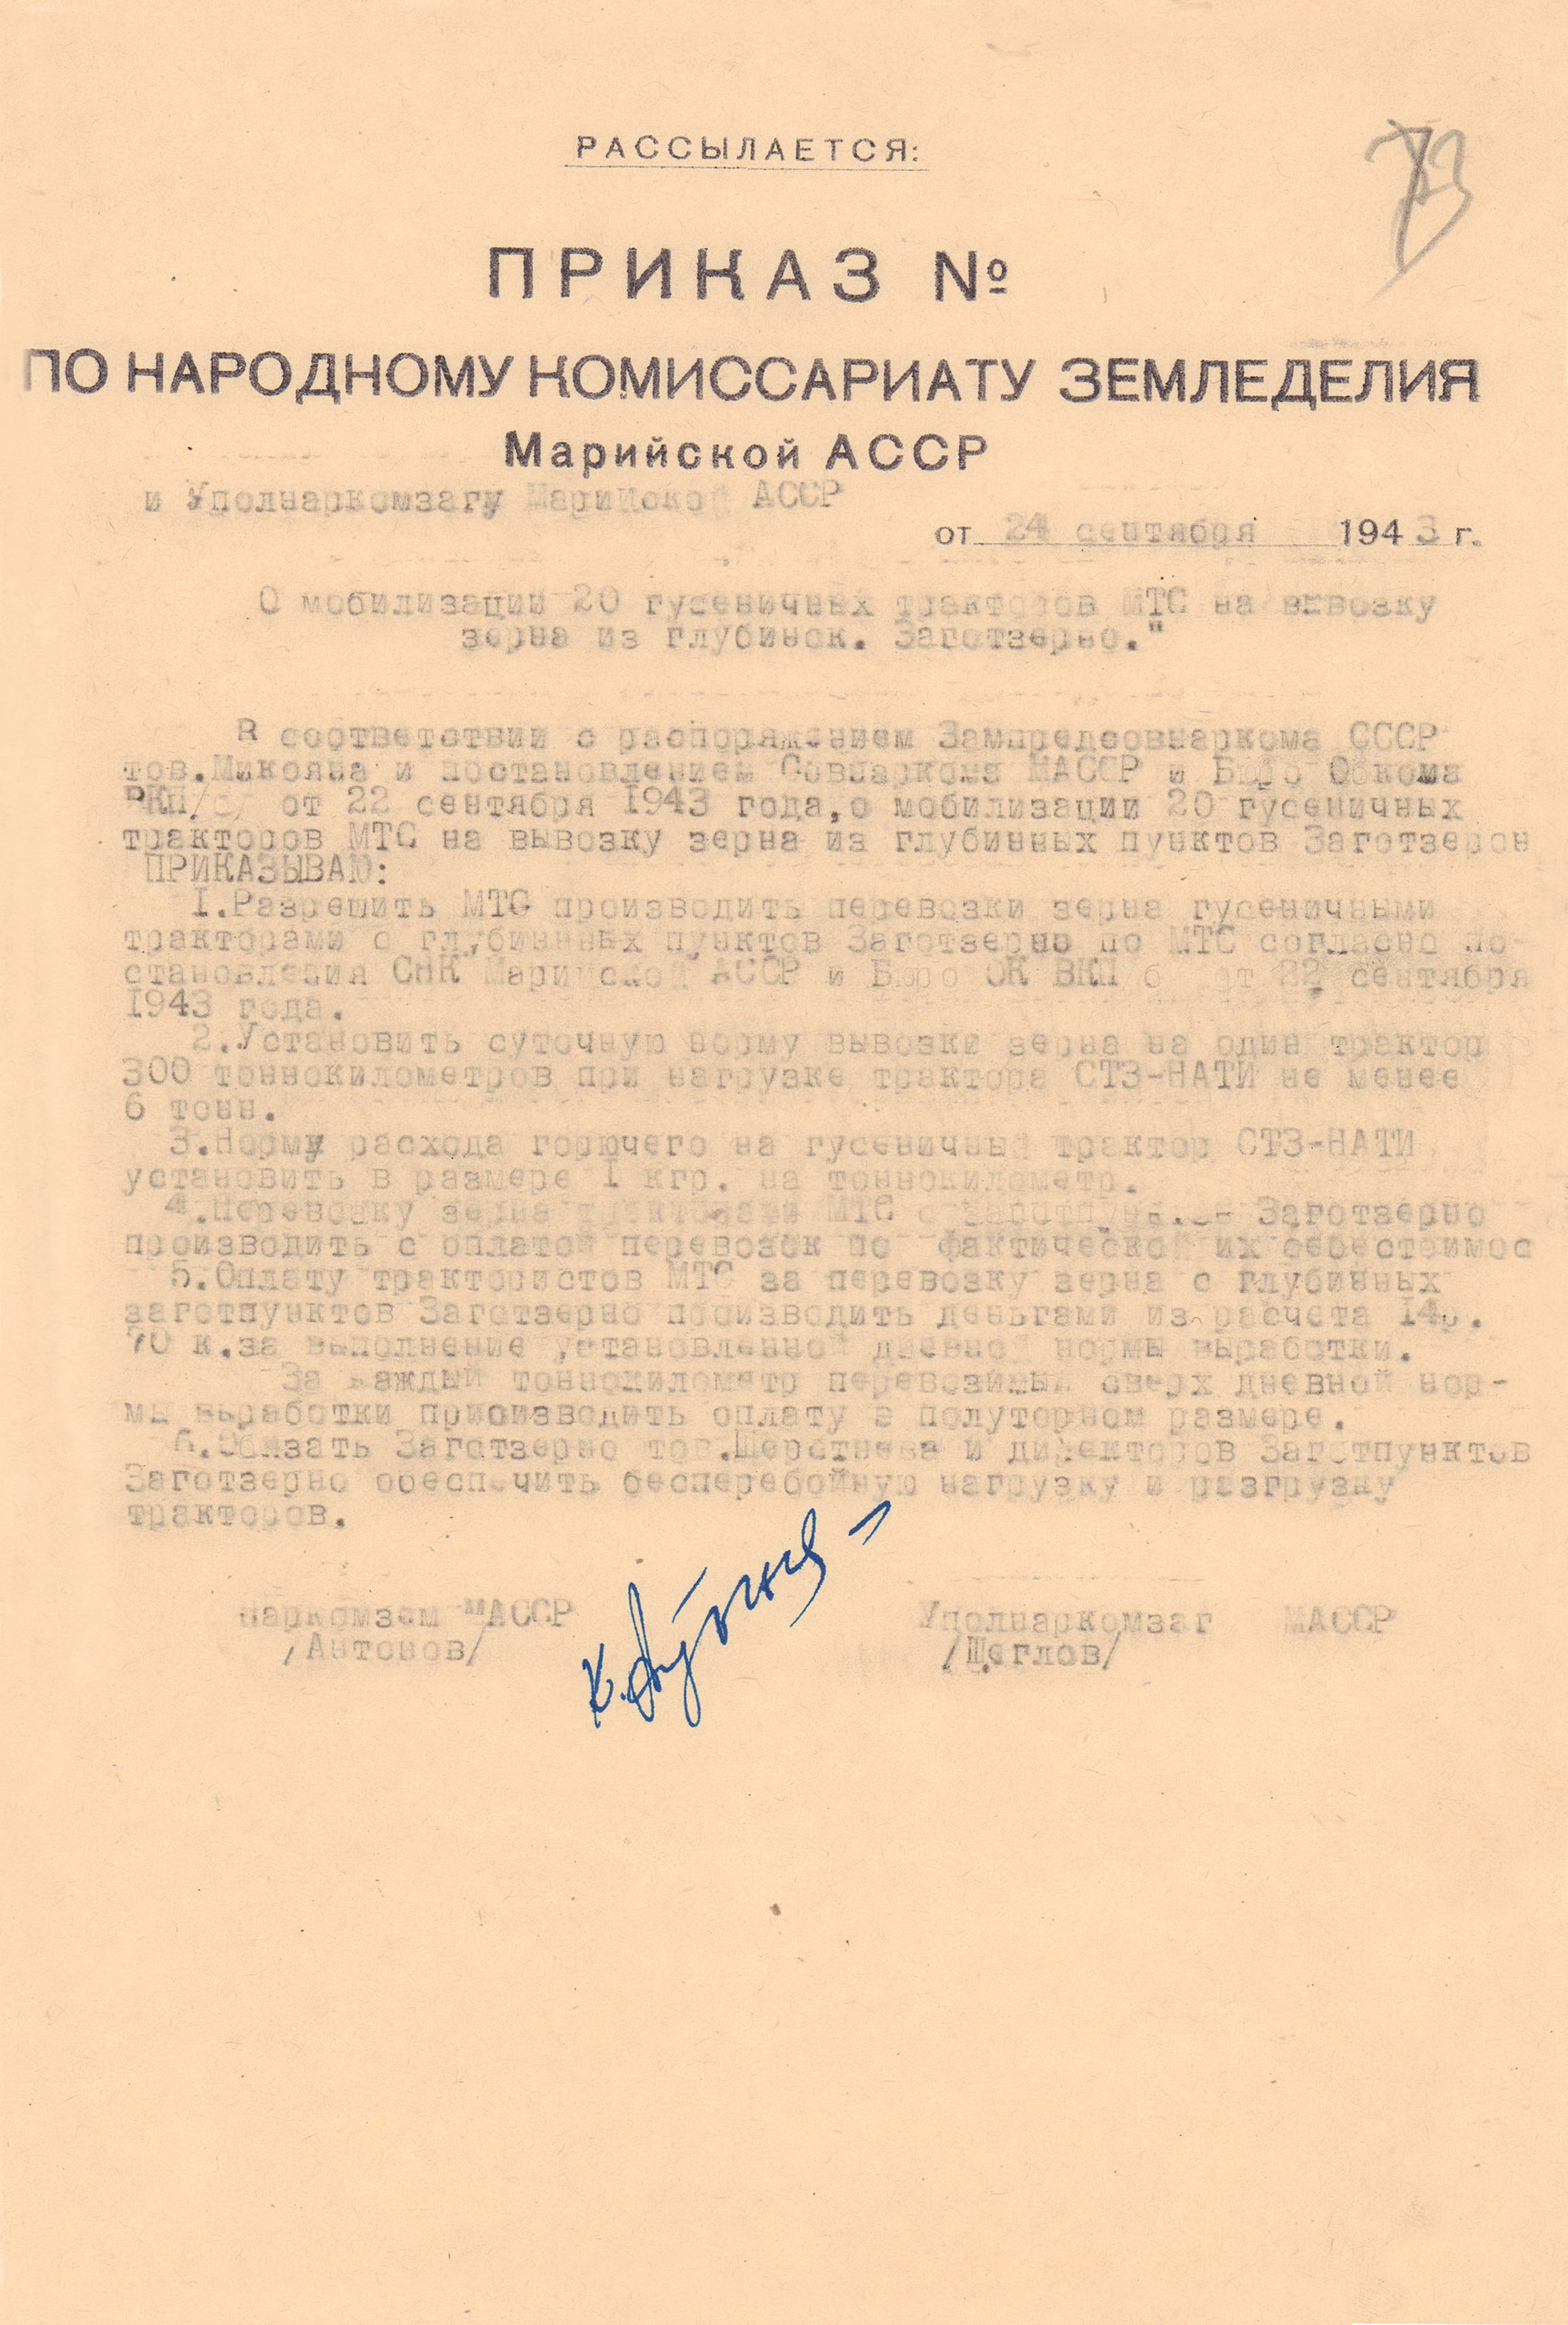 РАССЫЛАЕТСЯ:
ПРИКАЗ №
ПО НАРОДНОМУ КОМИССАРИАТУ ЗЕМЛЕДЕЛИЯ
Марийской АССР
и Уполнаркомзагу Марийской АССР
от 24 сентября 1943 г.
О мобилизации 20 гусеничных тракторов МТС на вывозку
зерна из глубинск. Заготзерно."
В соответствии с распоряжением Зампредсовнаркома СССР
тов.Микояна и постановлением Совнаркома МАССР и Бюро Обкома
ВКП/б/ от 22 сентября 1943 года,о мобилизации 20 гусеничных
тракторов МТС на вывозку зерна из глубинных пунктов Заготзерон
ПРИКАЗЫВАЮ:
I.Разрешить МТС производить перевозки зерна гусеничными
тракторами с глубинных пунктов Заготзерно по МТС согласно по-
становлесия СНК Марийской АССР и Бюро ОК ВКП б от 22 сентября
1943 года.
2.Установить суточную норму вывозки зерна на один трактор
300 тоннокилометров при нагрузке трактора СТЗ-НАТИ не менее
6 тонн.
3.Норму расхода горючего на гусеничный трактор СТЗ-НАТИ
установить в размере I кгр. на тоннокилометр.
4.Перевозку зерна тракторами МТС с Заготзерно
производить с оплатой перевозок по фактической их себестоимос
5.Оплату трактористов МТС за перевозку зерна с глубинных
заготпунктов Заготзерно производить деньгами из расчета
70 к.за выполнение установленной дневной нормы выработки.
За каждый тоннокилометр перевозимый сверх дневной нор-
мы выработки приоизводить оплату в полуторном размере.
6.Обязать Заготзерно тов.Шерстнева и директоров Заготпунктов
Заготзерно обеспечить бесперебойную нагрузку и разгрузку
тракторов.
Наркомзем МАССР Уполнаркомзаг МАССР
/Антонов/ /Щеглов/